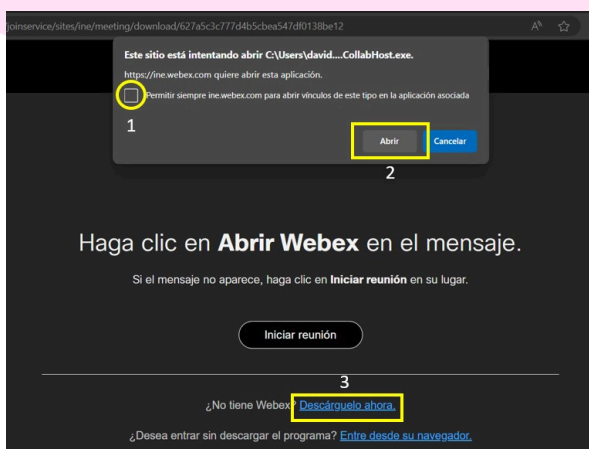 joinservice/sites/ine/meeting/download/627a5c3c777d4b5cbea547df0138be12
Este sitio está intentando abrir C:\Users\david....CollabHost.exe.
https://ine.webex.com quiere abrir esta aplicación.
Permitir siempre ine.webex.com para abrir vínculos de este tipo en la aplicación asociada
1
Abrir
Cancelar
2
Haga clic en Abrir Webex en el mensaje.
Si el mensaje no aparece, haga clic en Iniciar reunión en su lugar.
Iniciar reunión
3
¿No tiene Webex? Descárguelo ahora.
¿Desea entrar sin descargar el programa? Entre desde su navegador.